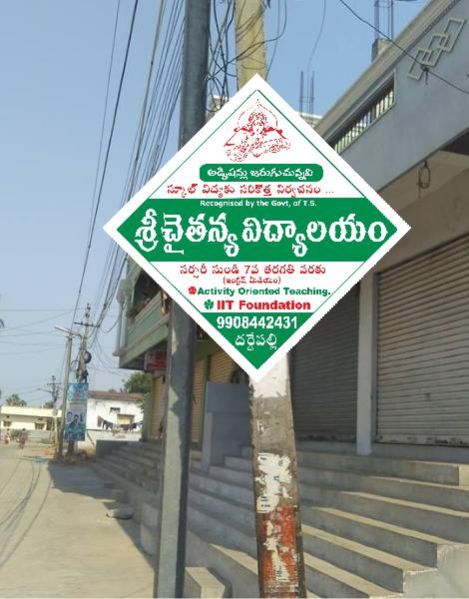 అడ్మిషన్లు జరుగుచున్నవి
స్కూల్ విద్యకు సరికొత్త నిర్వచనం ...
Recognised by the Govt. of T.S.
శ్రీ చైతన్య విద్యాలయం
నర్సరీ నుండి 7వ తరగతి వరకు
(ఇంగ్లీష్ మీడియం)
Activity Oriented Teaching.
IIT Foundation
9908442431
దర్దేపల్లి